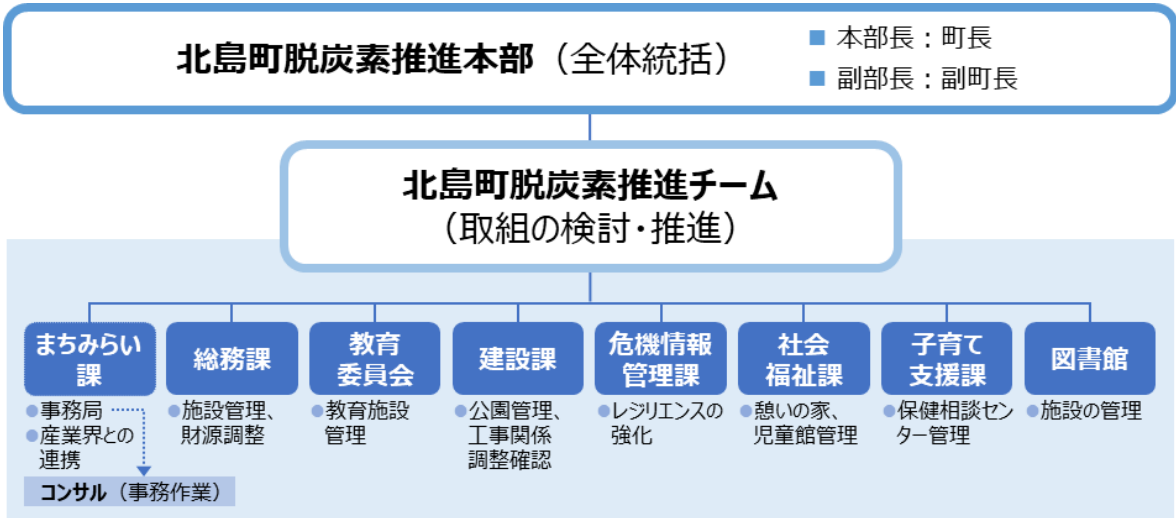 北島町脱炭素推進本部（全体統括）
■ 本部長：町長
■ 副部長：副町長
北島町脱炭素推進チーム
（取組の検討・推進）
まちみらい
課
●事務局
●産業界との
連携
コンサル（事務作業）
総務課
●施設管理、
財源調整
教育
委員会
●教育施設
管理
建設課
●公園管理、
工事関係
調整確認
危機情報
管理課
●レジリエンスの
強化
社会
福祉課
●憩いの家、
児童館管理
子育て
支援課
●保健相談セン
ター管理
図書館
●施設の管理